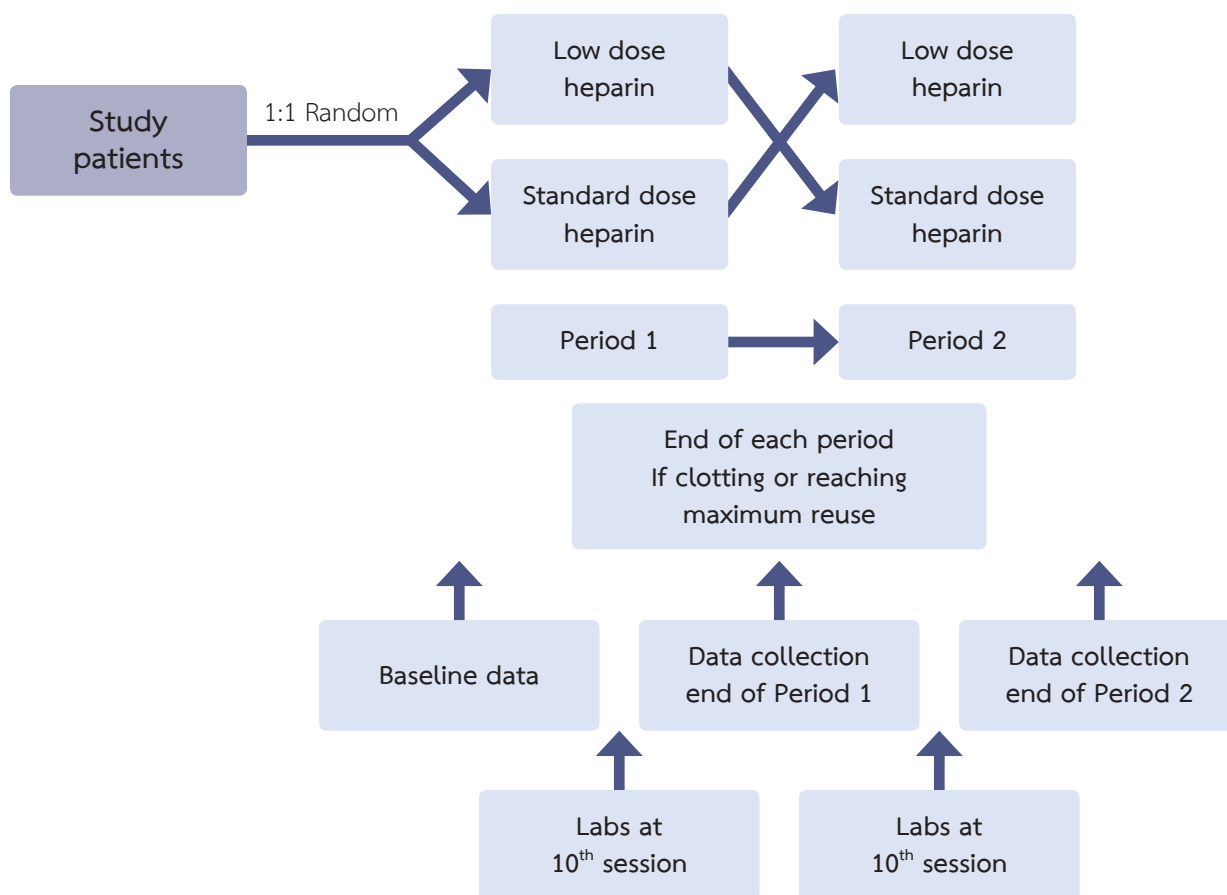 Study
patients
1:1 Random
Low dose
heparin
Low dose
heparin
Standard dose
heparin
Standard dose
heparin
Period 1
Period 2
End of each period
If clotting or reaching
maximum reuse
Baseline data
Data collection
end of Period 1
Data collection
end of Period 2
Labs at
10th session
Labs at
10th session